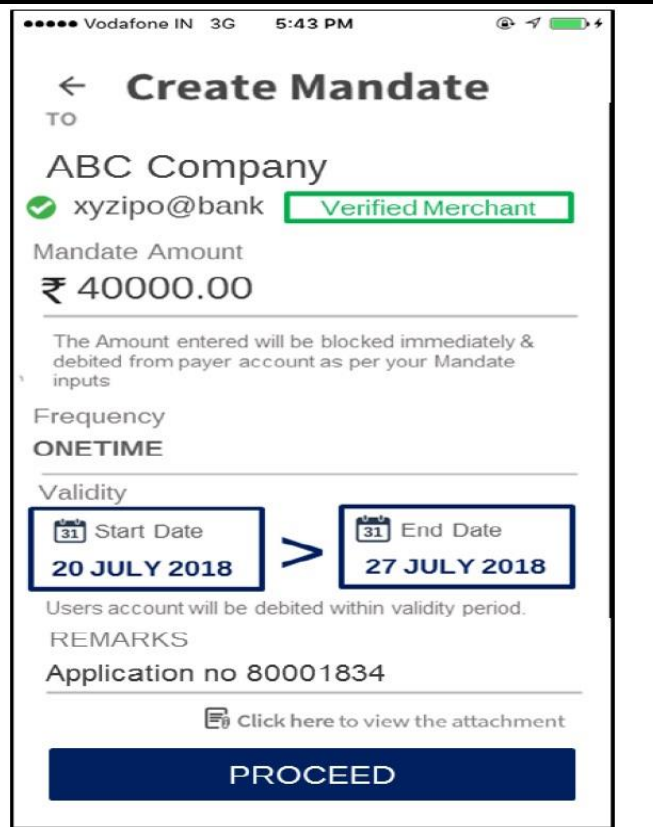 Vodafone IN 3G 5:43 PM
← Create Mandate
TO
ABC Company
xyzipo@bank Verified Merchant
Mandate Amount
₹ 40000.00
The Amount entered will be blocked immediately &
debited from payer account as per your Mandate
inputs
Frequency
ONETIME
Validity
31 Start Date > 31 End Date
20 JULY 2018 27 JULY 2018
Users account will be debited within validity period.
REMARKS
Application no 80001834
Click here to view the attachment
PROCEED